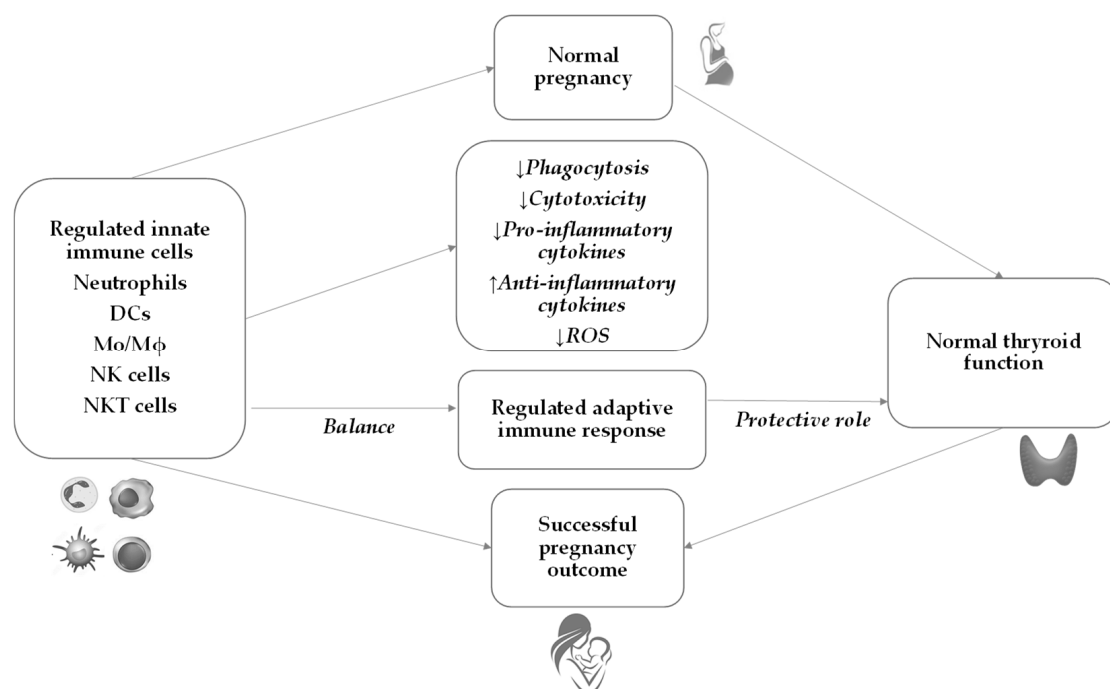 Normal
pregnancy
↓Phagocytosis
↓Cytotoxicity
↓Pro-inflammatory
cytokines
↑Anti-inflammatory
cytokines
↓ROS
Regulated innate
immune cells
Neutrophils
DCs
Mo/Mϕ
NK cells
NKT cells
Balance
Regulated adaptive
immune response
Protective role
Normal thryroid
function
Successful
pregnancy
outcome